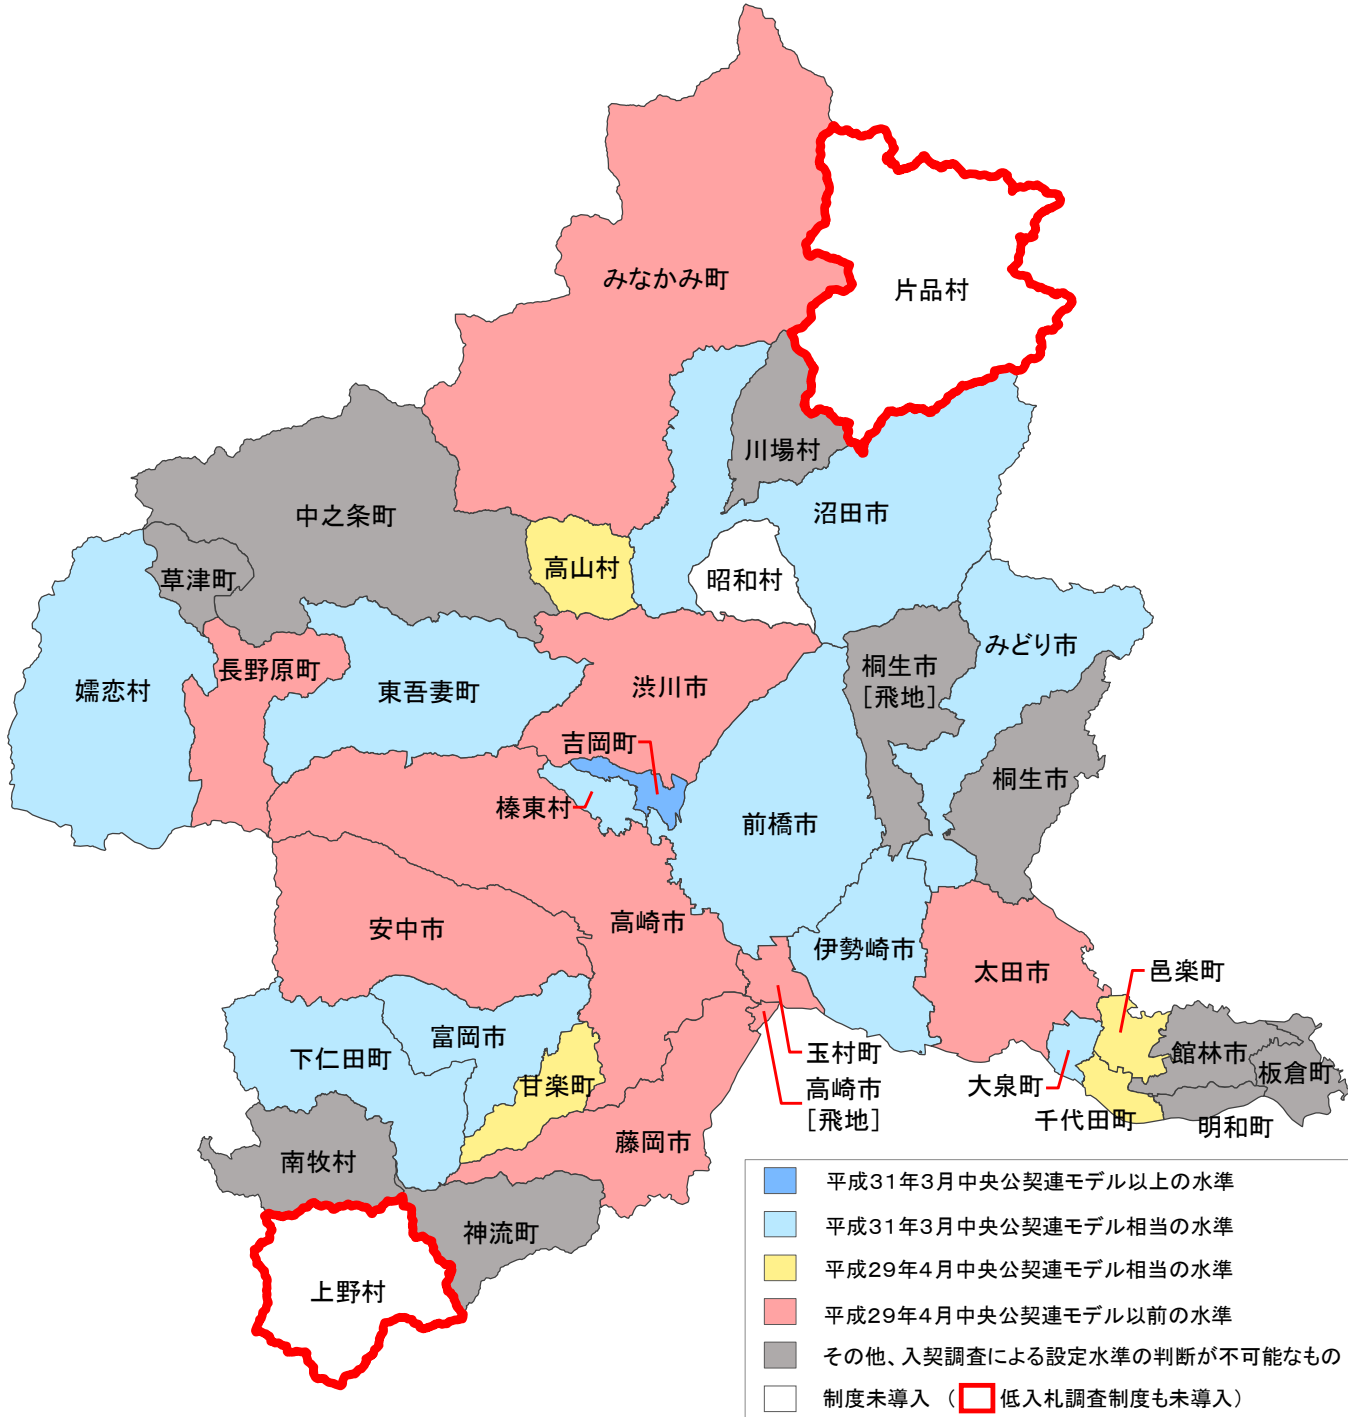 みなかみ町
片品村
川場村
中之条町
沼田市
高山村
草津町
昭和村
みどり市
桐生市
[飛地]
長野原町
嬬恋村
東吾妻町
渋川市
吉岡町
桐生市
榛東村
前橋市
高崎市
安中市
伊勢崎市
太田市
邑楽町
富岡市
下仁田町
玉村町
館林市
板倉町
甘楽町
大泉町
高崎市
[飛地]
千代田町
明和町
藤岡市
南牧村
神流町
上野村
平成31年3月中央公契連モデル以上の水準
平成31年3月中央公契連モデル相当の水準
平成29年4月中央公契連モデル相当の水準
平成29年4月中央公契連モデル以前の水準
その他、入契調査による設定水準の判断が不可能なもの
制度未導入 ( 低入札調査制度も未導入)